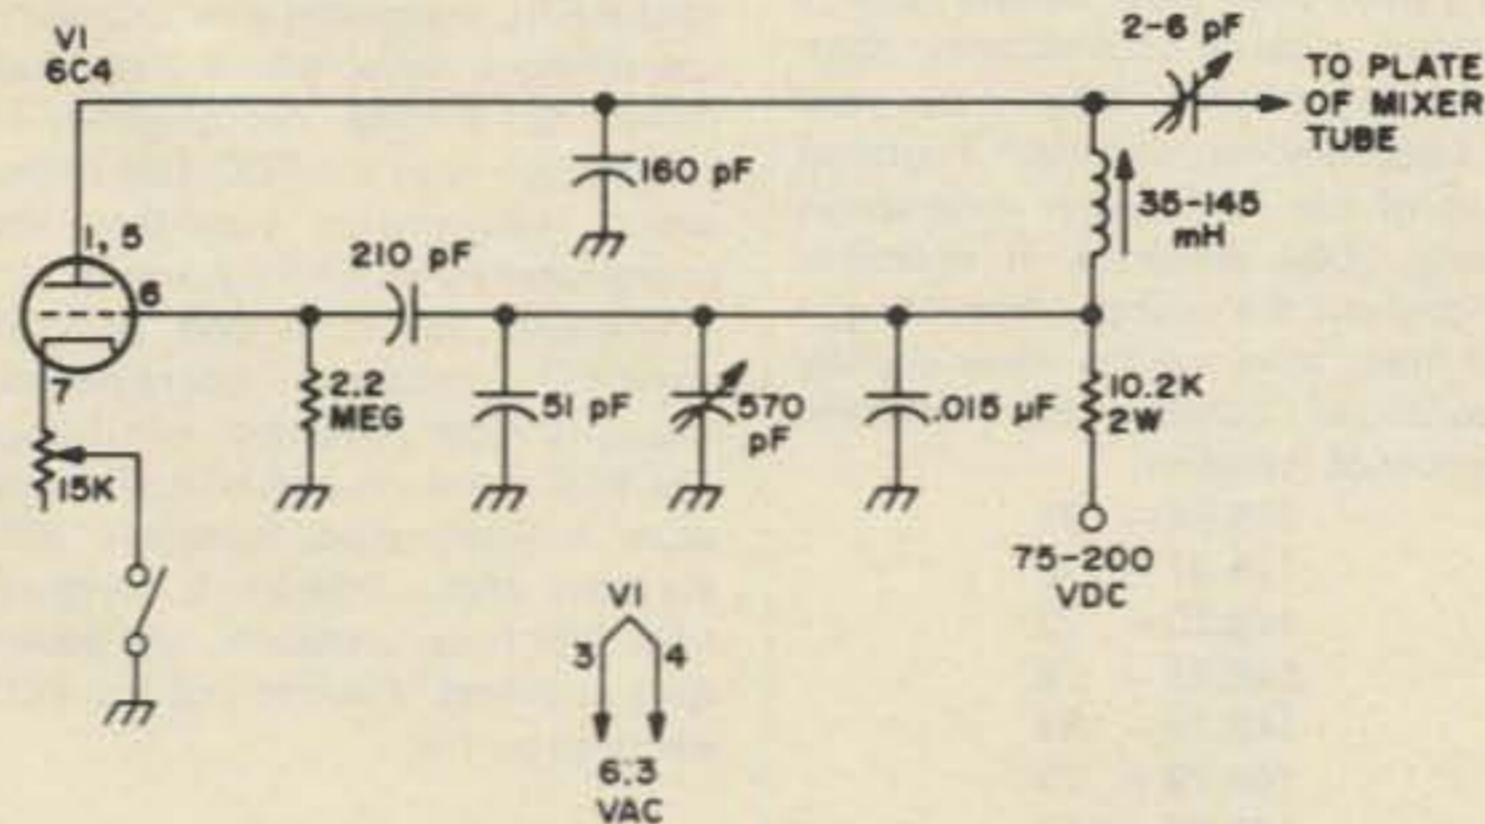 V1
6C4
2-6 pF
TO PLATE
OF MIXER
TUBE
160 pF
35-145
mH
1, 5
210 pF
6
7
2.2
MEG
51 pF
570
pF
.015 µF
10.2K
2W
15K
75-200
VDC
V1
3
4
6.3
VAC